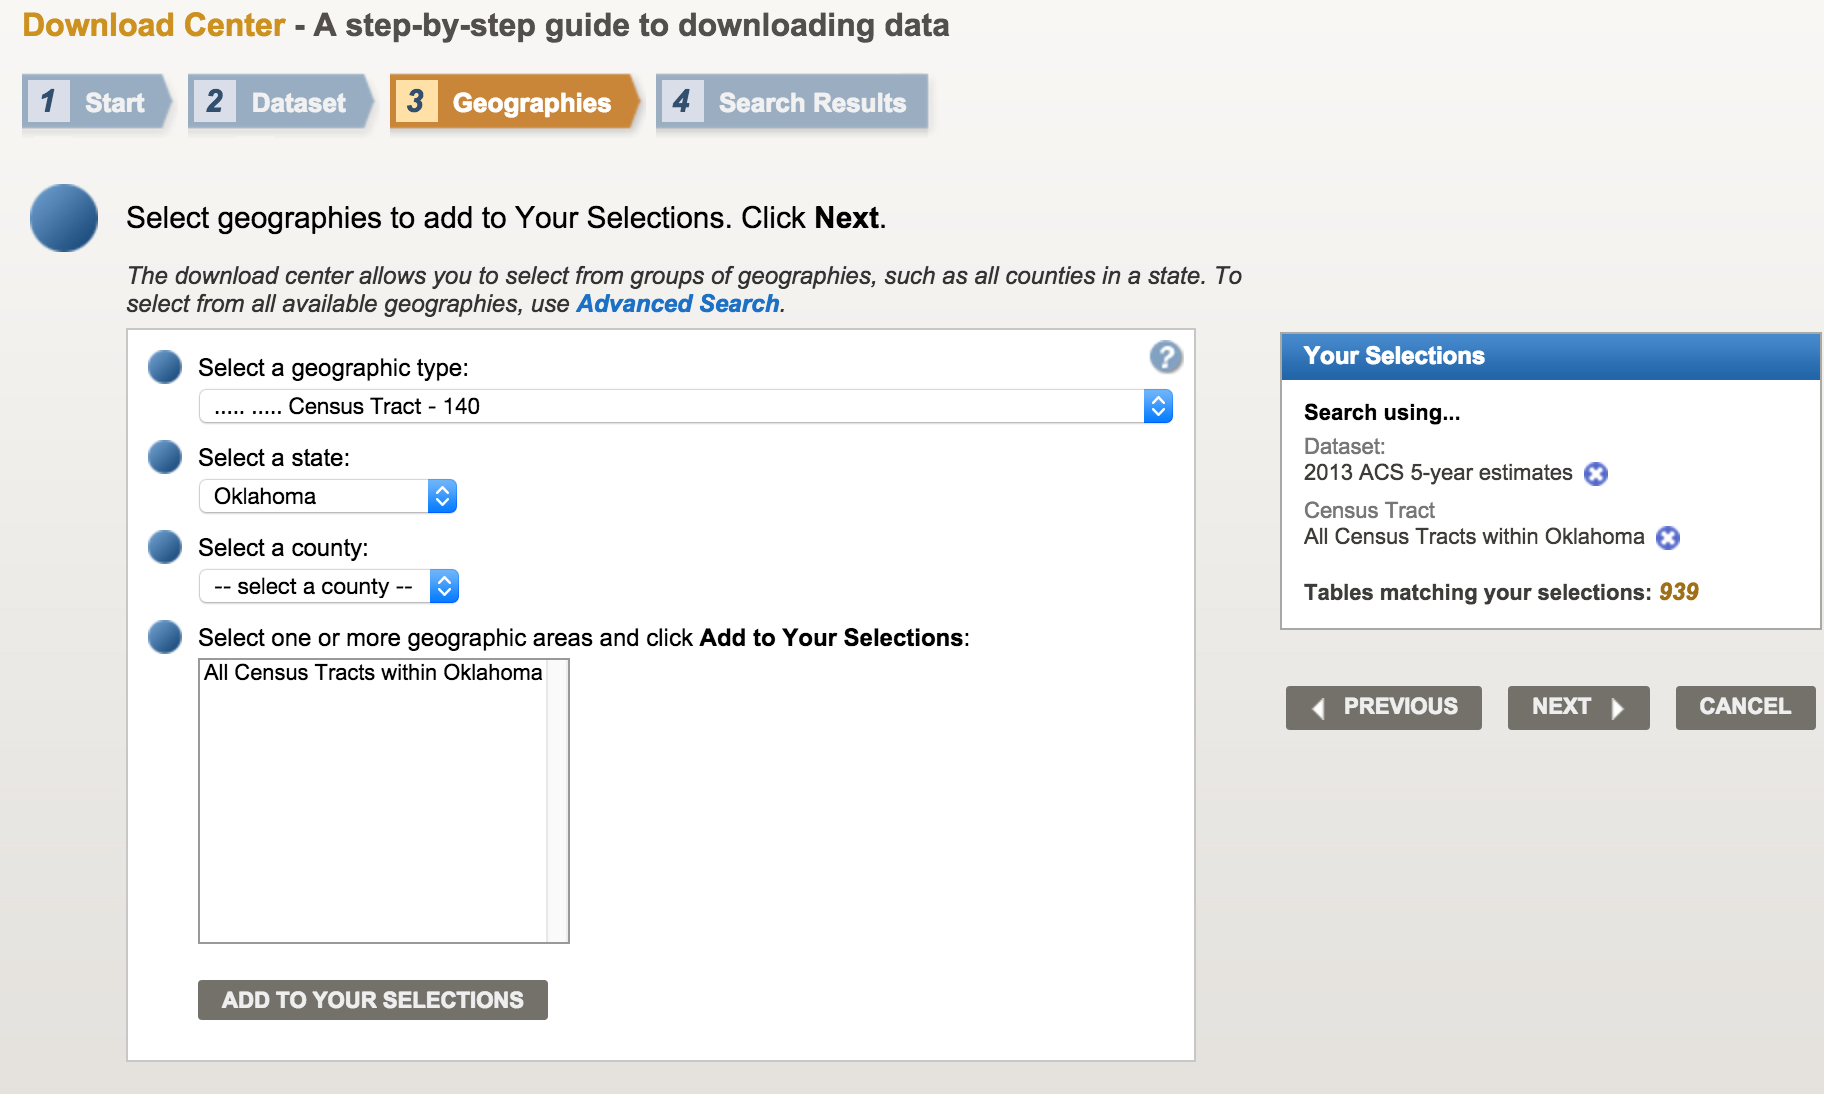 Download Center - A step-by-step guide to downloading data
1 Start 2 Dataset 3 Geographies 4 Search Results
Select geographies to add to Your Selections. Click Next.
The download center allows you to select from groups of geographies, such as all counties in a state. To
select from all available geographies, use Advanced Search.
Select a geographic type:
?
..... ..... Census Tract - 140
Select a state:
Oklahoma
Select a county:
-- select a county --
Select one or more geographic areas and click Add to Your Selections:
All Census Tracts within Oklahoma
ADD TO YOUR SELECTIONS
Your Selections
Search using...
Dataset:
2013 ACS 5-year estimates
Census Tract
All Census Tracts within Oklahoma
Tables matching your selections: 939
PREVIOUS NEXT CANCEL